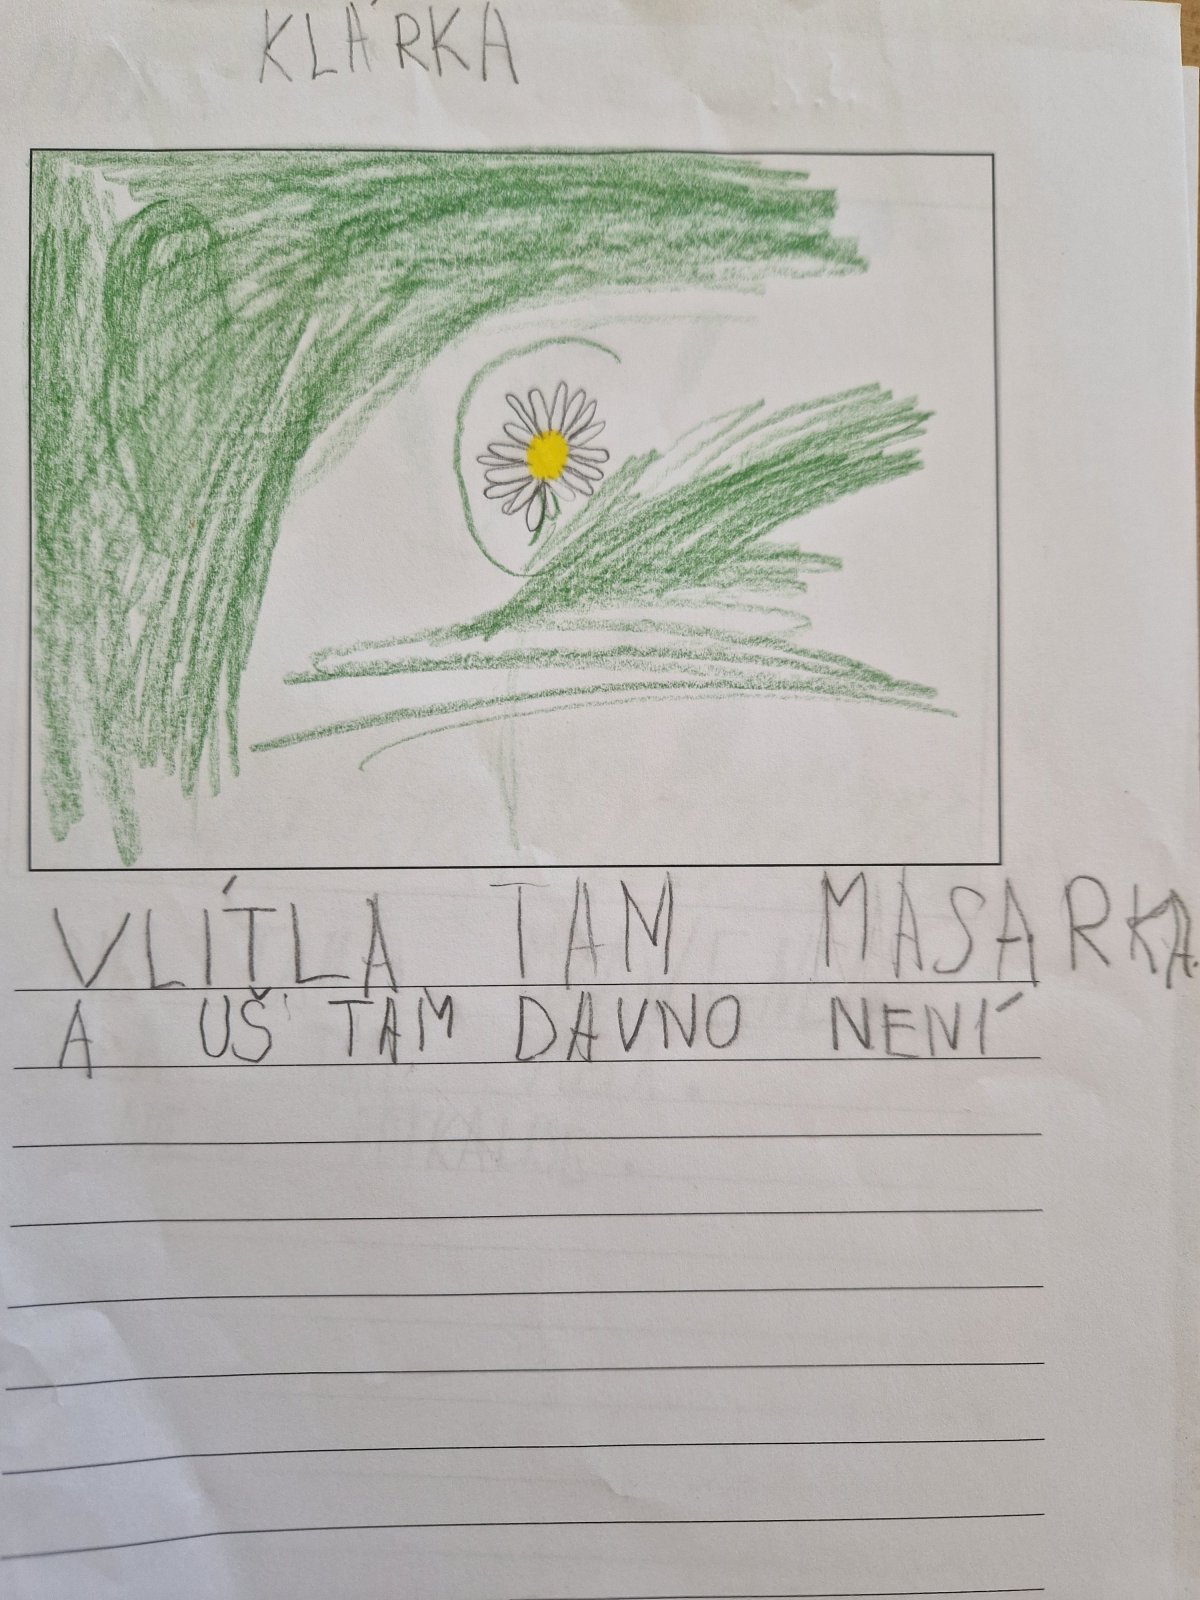 KLÁRKA
VLÍTLA TAM MASARKA.
A UŠ TAM DAVNO NENÍ